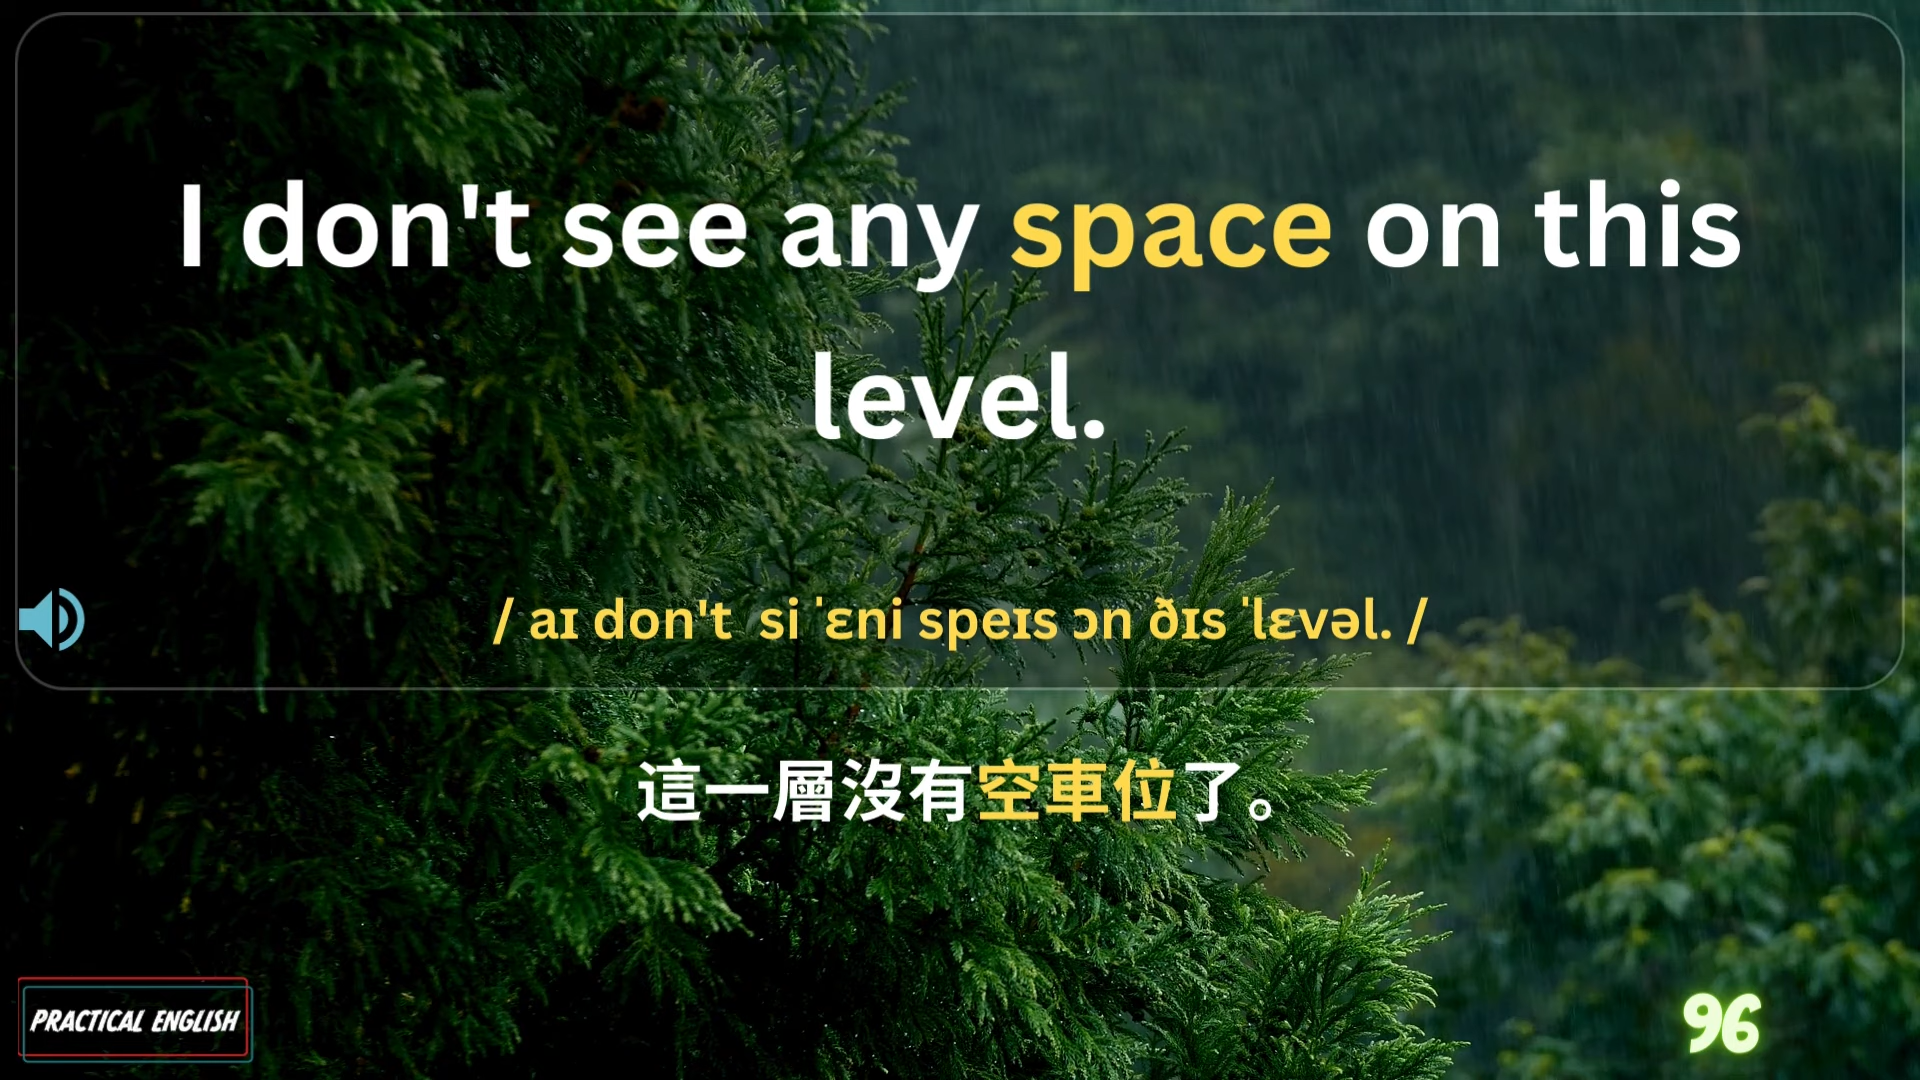 I don't see any space on this
level.
/ aɪ don't  si ˈɛni speɪs ɔn ðɪs ˈlɛvəl. /
這一層沒有空車位了。
PRACTICAL ENGLISH
96